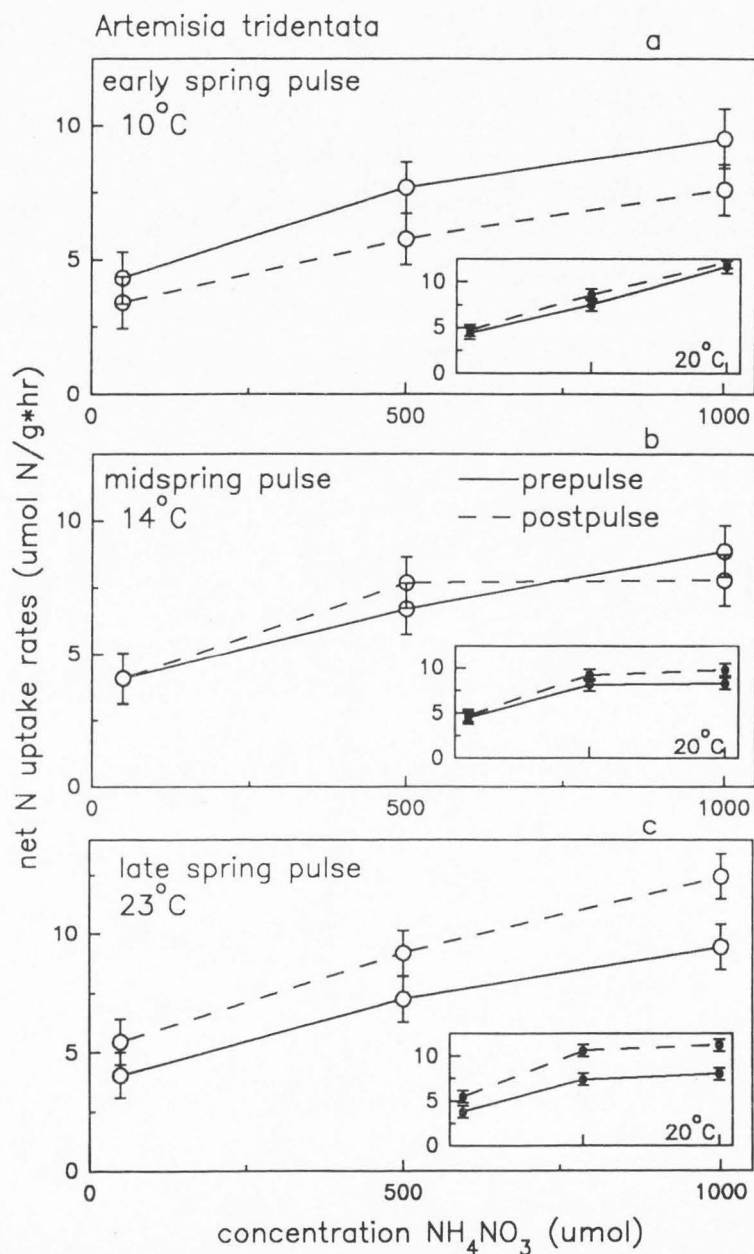 Artemisia tridentata
a
early spring pulse
10°C
10
5
0
0
500
1000
10
5
0
20°C
b
midspring pulse
14°C
prepulse
postpulse
10
5
0
0
500
1000
10
5
0
20°C
c
late spring pulse
23°C
10
5
0
0
500
1000
10
5
0
20°C
net N uptake rates (umol N/g*hr)
concentration NH₄NO₃ (umol)